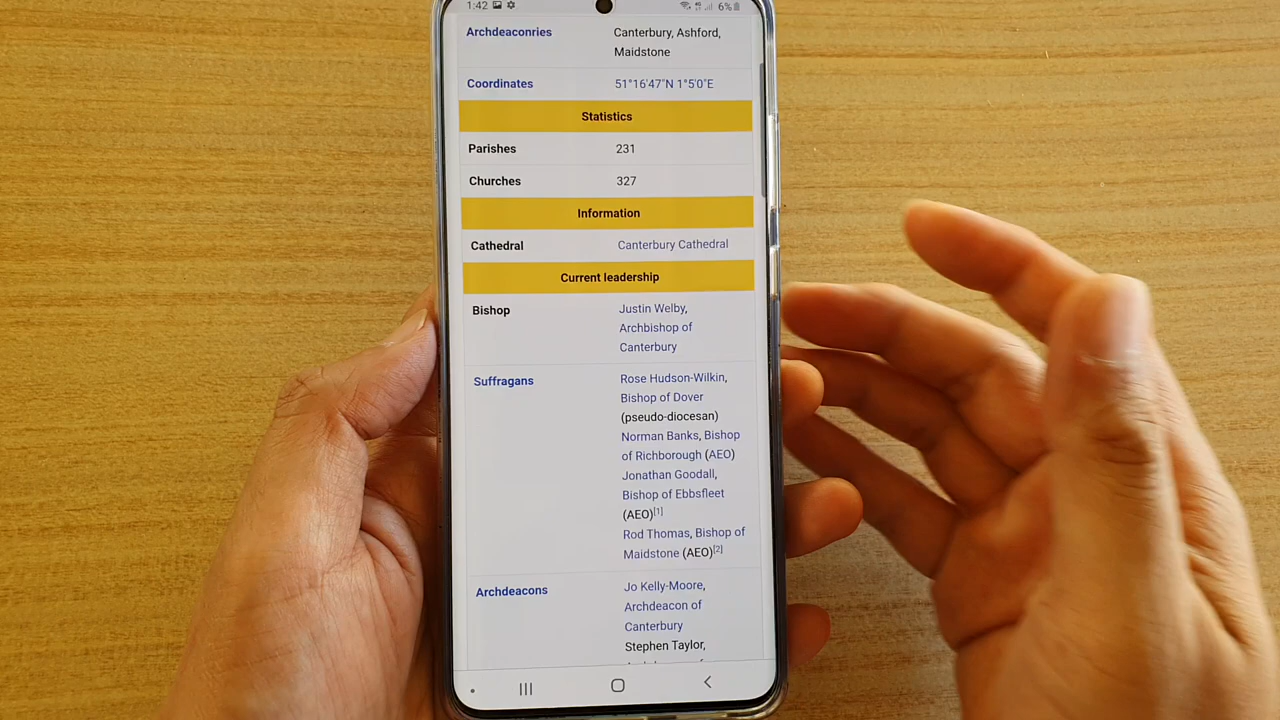 1:42 6%
Archdeaconries Canterbury, Ashford,
Maidstone
Coordinates 51°16′47″N 1°5′0″E
Statistics
Parishes 231
Churches 327
Information
Cathedral Canterbury Cathedral
Current leadership
Bishop Justin Welby,
Archbishop of
Canterbury
Suffragans Rose Hudson-Wilkin,
Bishop of Dover
(pseudo-diocesan)
Norman Banks, Bishop
of Richborough (AEO)
Jonathan Goodall,
Bishop of Ebbsfleet
(AEO)[1]
Rod Thomas, Bishop of
Maidstone (AEO)[2]
Archdeacons Jo Kelly-Moore,
Archdeacon of
Canterbury
Stephen Taylor,